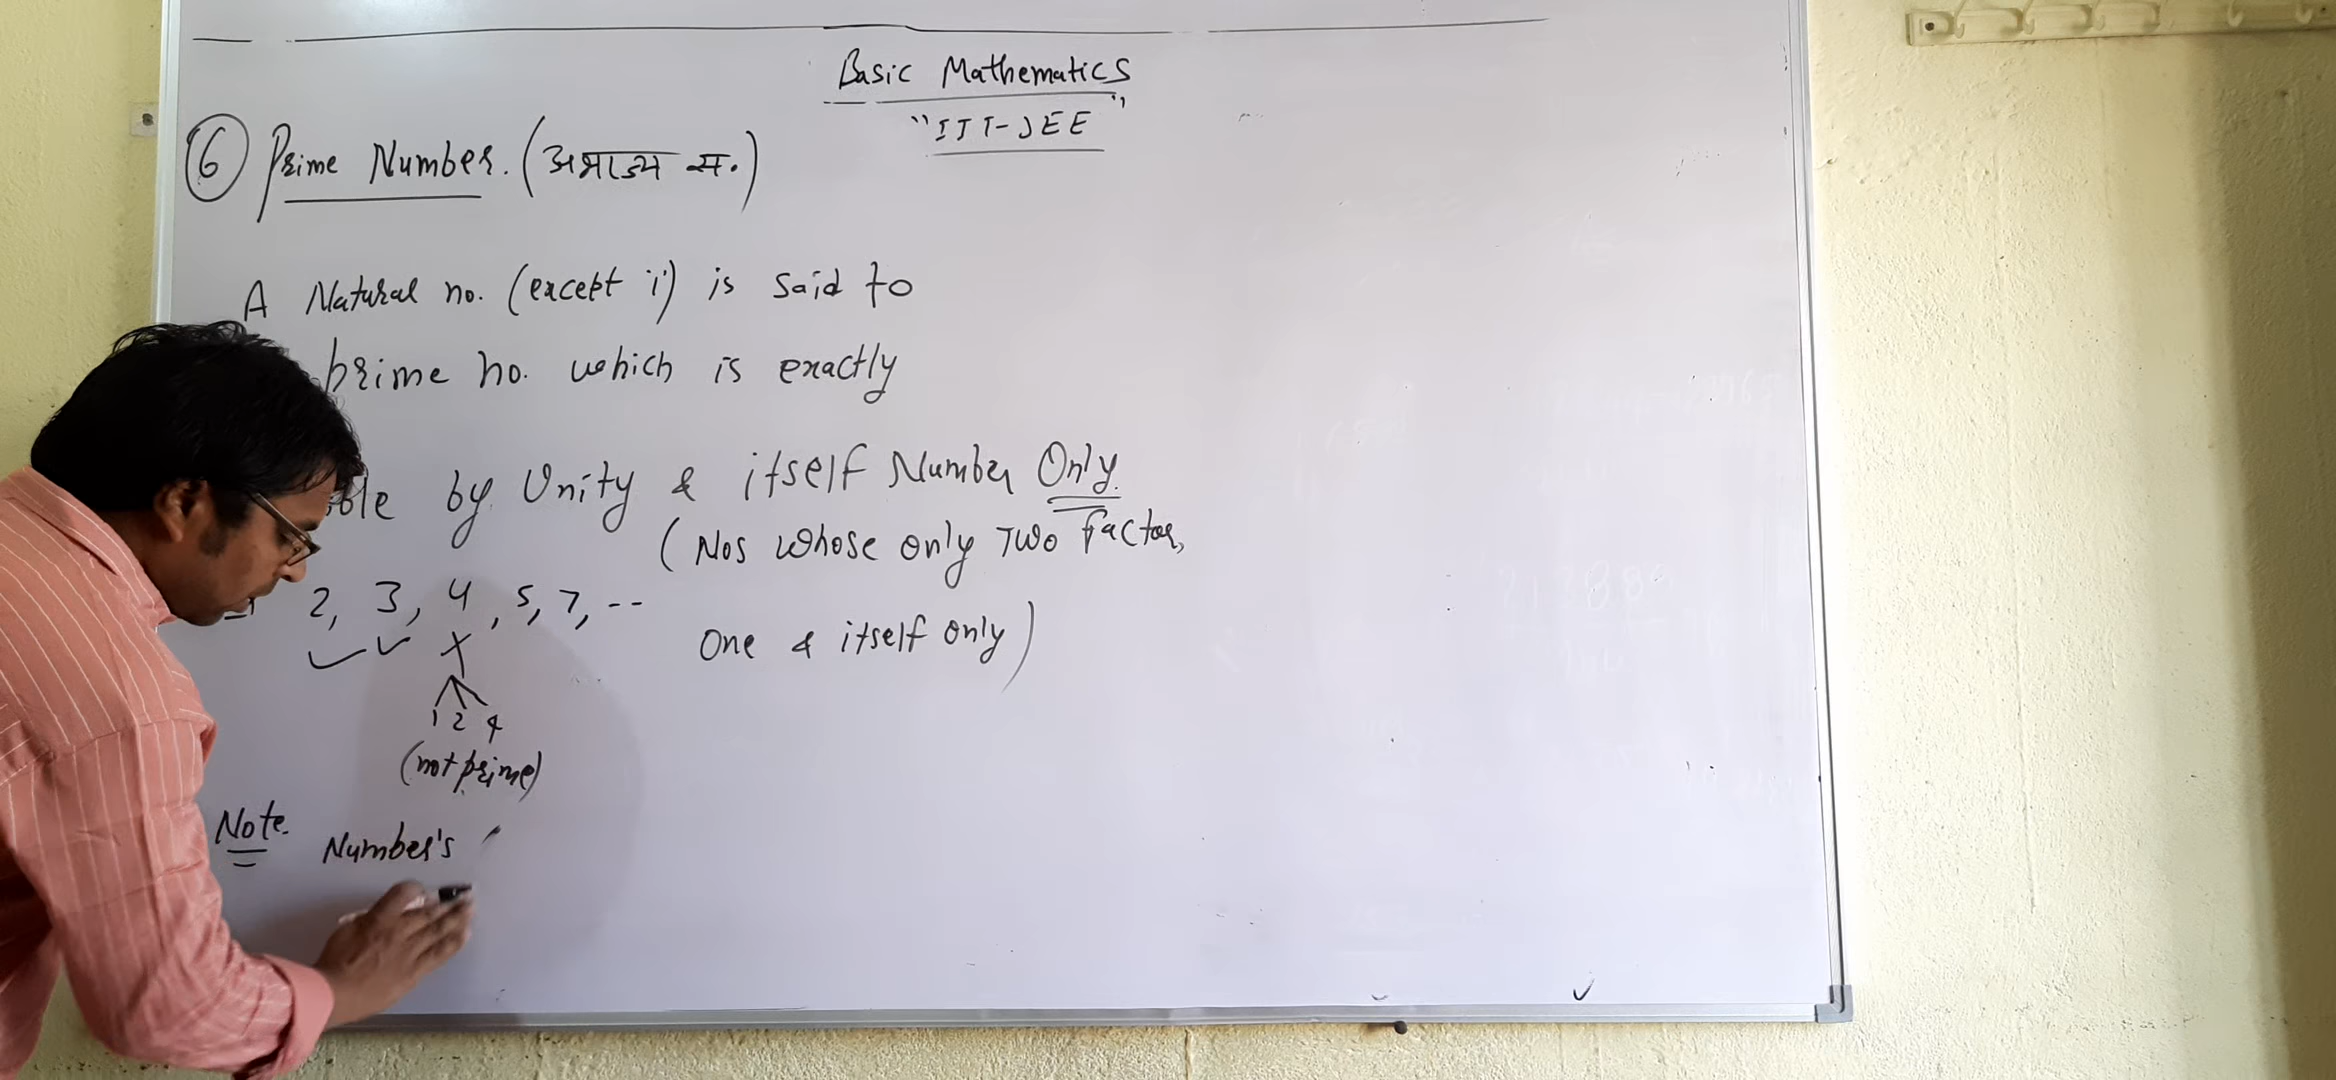 Basic Mathematics
"IIT-JEE"
6 Prime Number. (अभाज्य स.)
A Natural no. (except '1') is said to
prime no. which is exactly
ble by Unity & itself Number Only.
(Nos whose only Two factor,
One & itself only)
2, 3, 4, 5, 7, --
1 2 4
(not prime)
Note. Number's